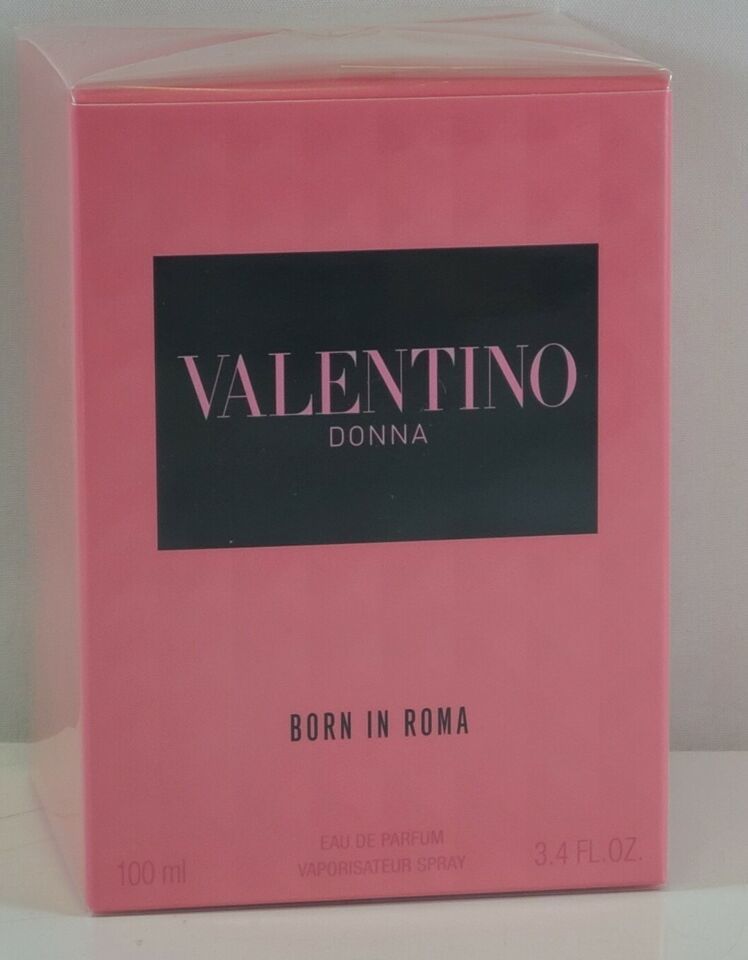 VALENTINO
DONNA
BORN IN ROMA
EAU DE PARFUM
VAPORISATEUR SPRAY
100 ml
3.4 FL.OZ.